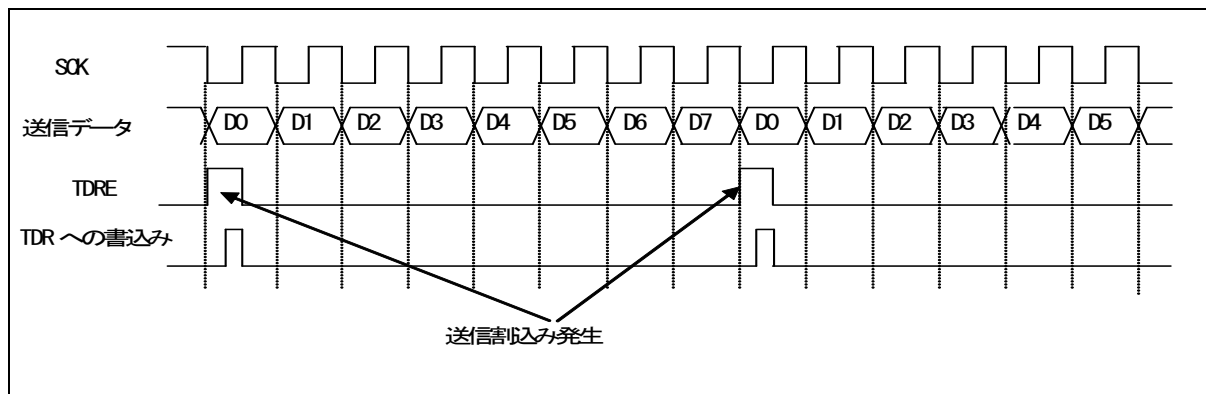 SCK
送信データ D0 D1 D2 D3 D4 D5 D6 D7 D0 D1 D2 D3 D4 D5
TDRE
TDR への書込み
送信割込み発生